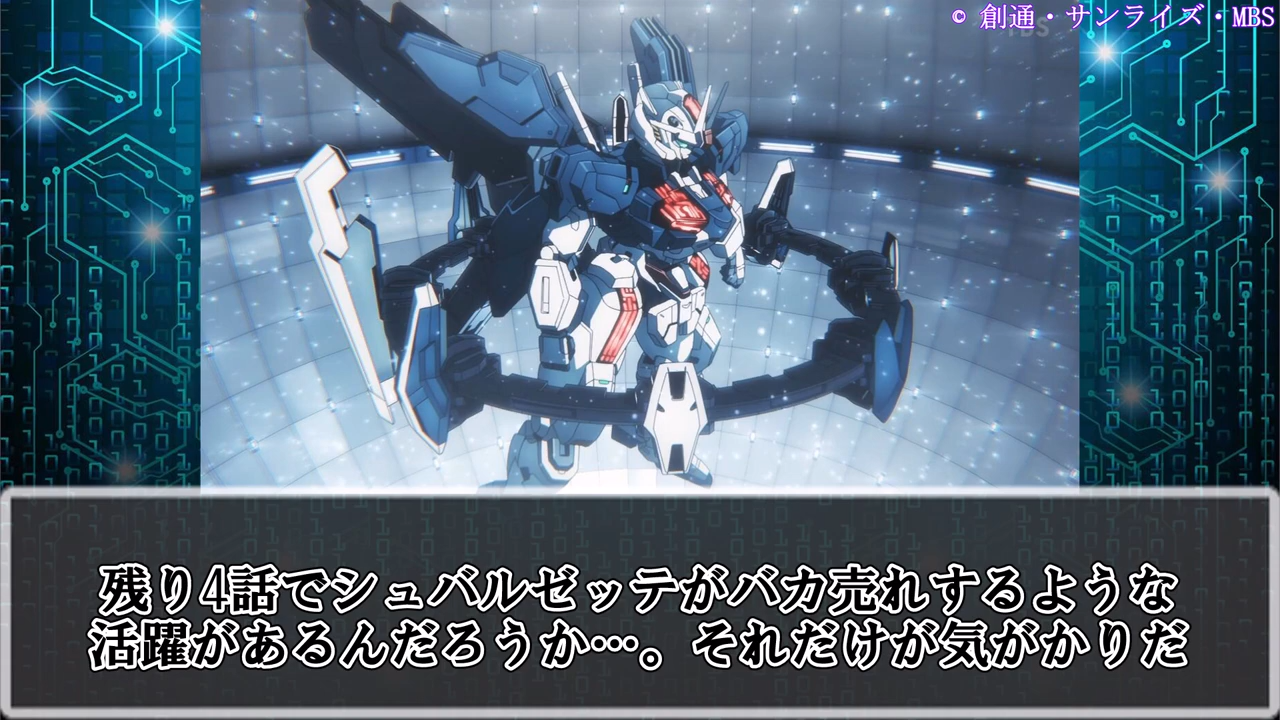 © 創通・サンライズ・MBS
残り4話でシュバルゼッテがバカ売れするような
活躍があるんだろうか…。それだけが気がかりだ